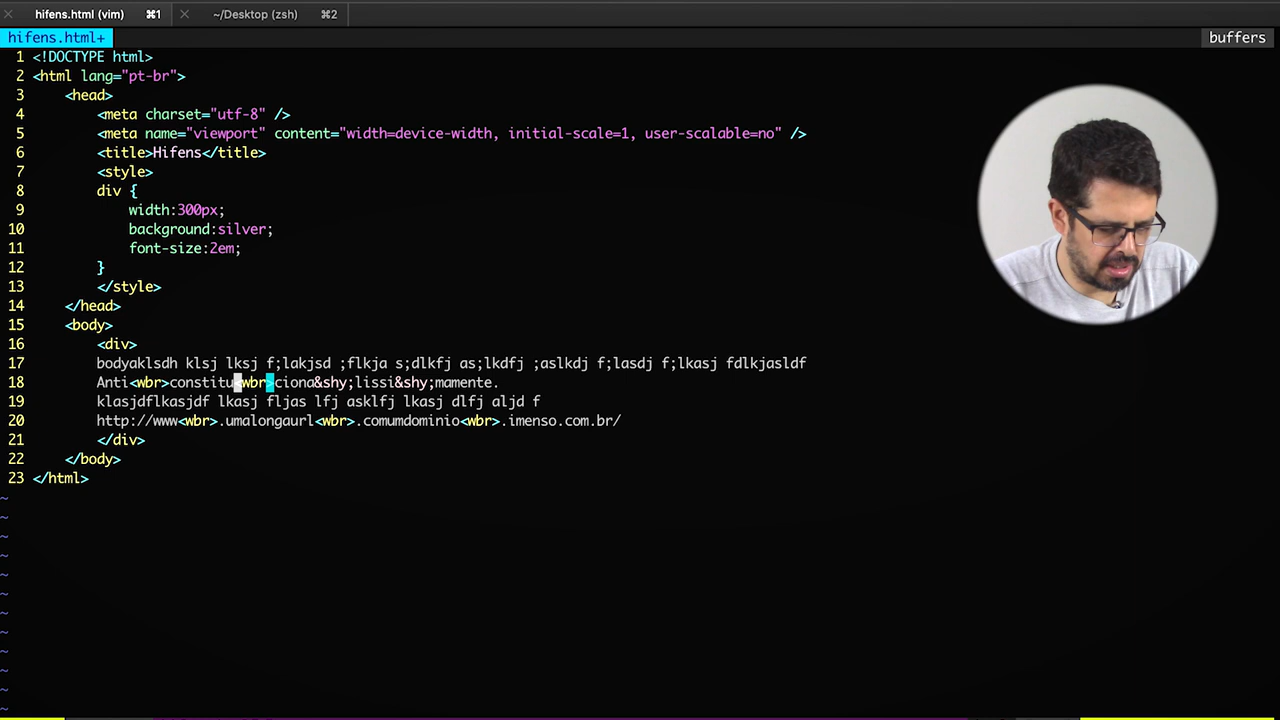 hifens.html (vim) ⌘1 ~/Desktop (zsh) ⌘2
hifens.html+ buffers
1 <!DOCTYPE html>
2 <html lang="pt-br">
3 <head>
4 <meta charset="utf-8" />
5 <meta name="viewport" content="width=device-width, initial-scale=1, user-scalable=no" />
6 <title>Hifens</title>
7 <style>
8 div {
9 width:300px;
10 background:silver;
11 font-size:2em;
12 }
13 </style>
14 </head>
15 <body>
16 <div>
17 bodyaklsdh klsj lksj f;lakjsd ;flkja s;dlkfj as;lkdfj ;aslkdj f;lasdj f;lkasj fdlkjasldf
18 Anti<wbr>constitu<wbr>ciona&shy;lissi&shy;mamente.
19 klasjdflkasjdf lkasj fljas lfj asklfj lkasj dlfj aljd f
20 http://www<wbr>.umalongaurl<wbr>.comumdominio<wbr>.imenso.com.br/
21 </div>
22 </body>
23 </html>
~
~
~
~
~
~
~
~
~
~
~
~